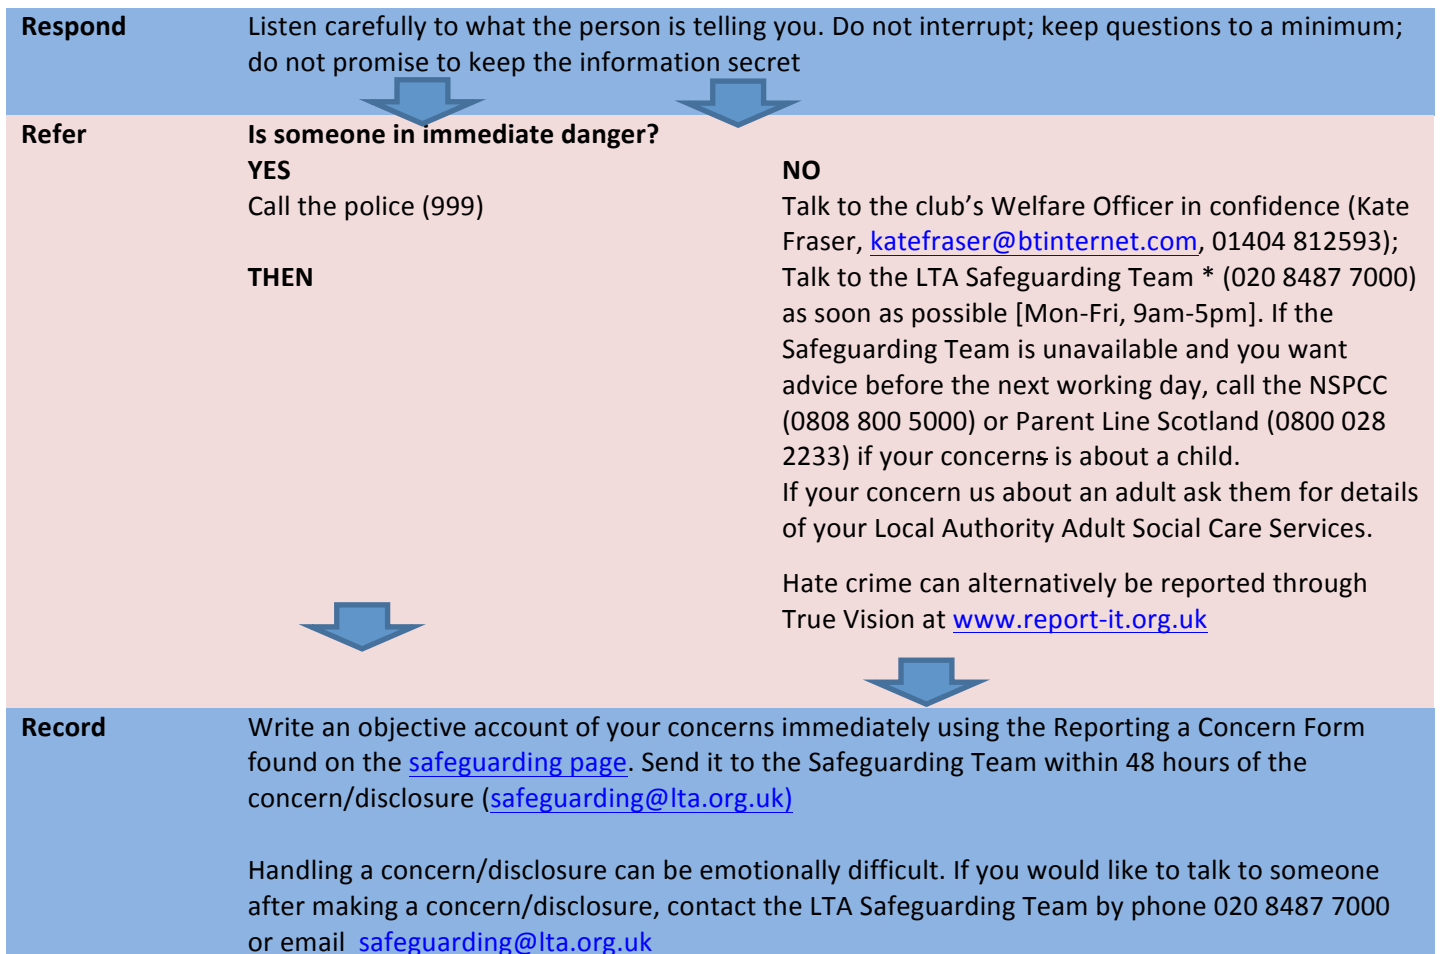 Respond
Listen carefully to what the person is telling you. Do not interrupt; keep questions to a minimum;
do not promise to keep the information secret
Refer
Is someone in immediate danger?
YES
Call the police (999)
THEN
NO
Talk to the club’s Welfare Officer in confidence (Kate
Fraser, katefraser@btinternet.com, 01404 812593);
Talk to the LTA Safeguarding Team * (020 8487 7000)
as soon as possible [Mon-Fri, 9am-5pm]. If the
Safeguarding Team is unavailable and you want
advice before the next working day, call the NSPCC
(0808 800 5000) or Parent Line Scotland (0800 028
2233) if your concerns is about a child.
If your concern us about an adult ask them for details
of your Local Authority Adult Social Care Services.
Hate crime can alternatively be reported through
True Vision at www.report-it.org.uk
Record
Write an objective account of your concerns immediately using the Reporting a Concern Form
found on the safeguarding page. Send it to the Safeguarding Team within 48 hours of the
concern/disclosure (safeguarding@lta.org.uk)
Handling a concern/disclosure can be emotionally difficult. If you would like to talk to someone
after making a concern/disclosure, contact the LTA Safeguarding Team by phone 020 8487 7000
or email safeguarding@lta.org.uk